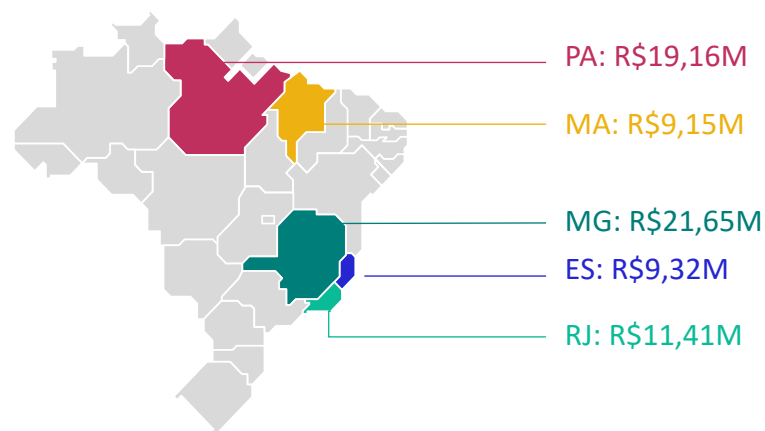 PA: R$19,16M
MA: R$9,15M
MG: R$21,65M
ES: R$9,32M
RJ: R$11,41M